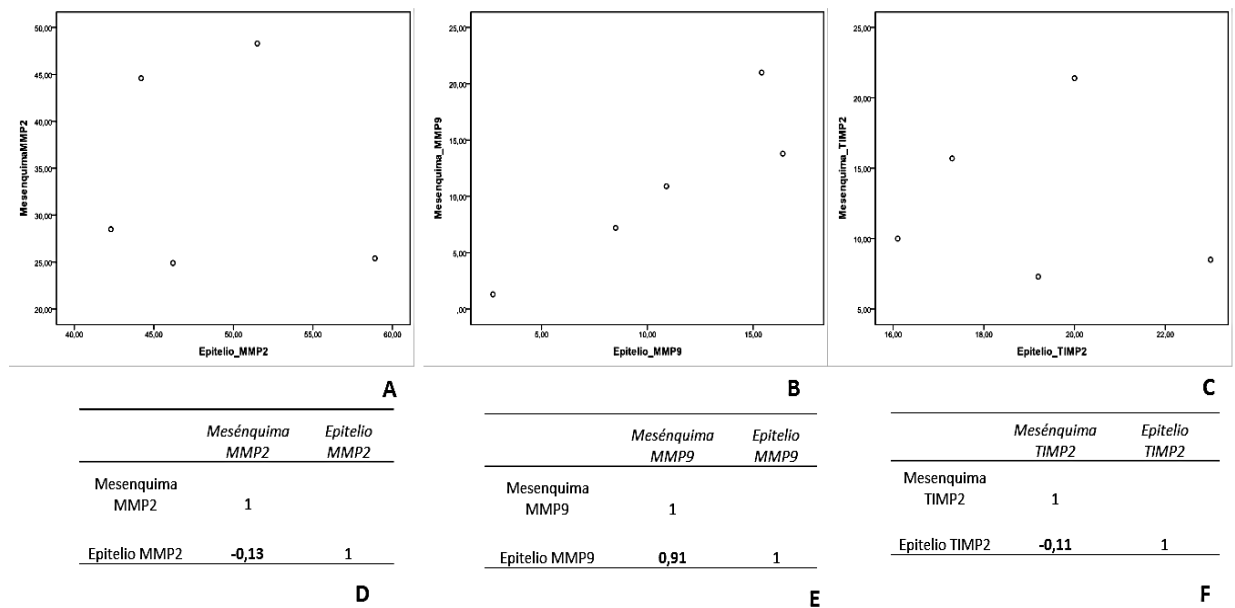 50,00
45,00
40,00
35,00
30,00
25,00
20,00
MesenquimaMMP2
40,00 45,00 50,00 55,00 60,00
Epitelio_MMP2
A
25,00
20,00
15,00
10,00
5,00
,00
Mesenquima_MMP9
5,00 10,00 15,00
Epitelio_MMP9
B
25,00
20,00
15,00
10,00
5,00
Mesenquima_TIMP2
16,00 18,00 20,00 22,00
Epitelio_TIMP2
C
Mesénquima Epitelio
MMP2 MMP2
Mesenquima
MMP2 1
Epitelio MMP2 -0,13 1
D
Mesénquima Epitelio
MMP9 MMP9
Mesenquima
MMP9 1
Epitelio MMP9 0,91 1
E
Mesénquima Epitelio
TIMP2 TIMP2
Mesenquima
TIMP2 1
Epitelio TIMP2 -0,11 1
F